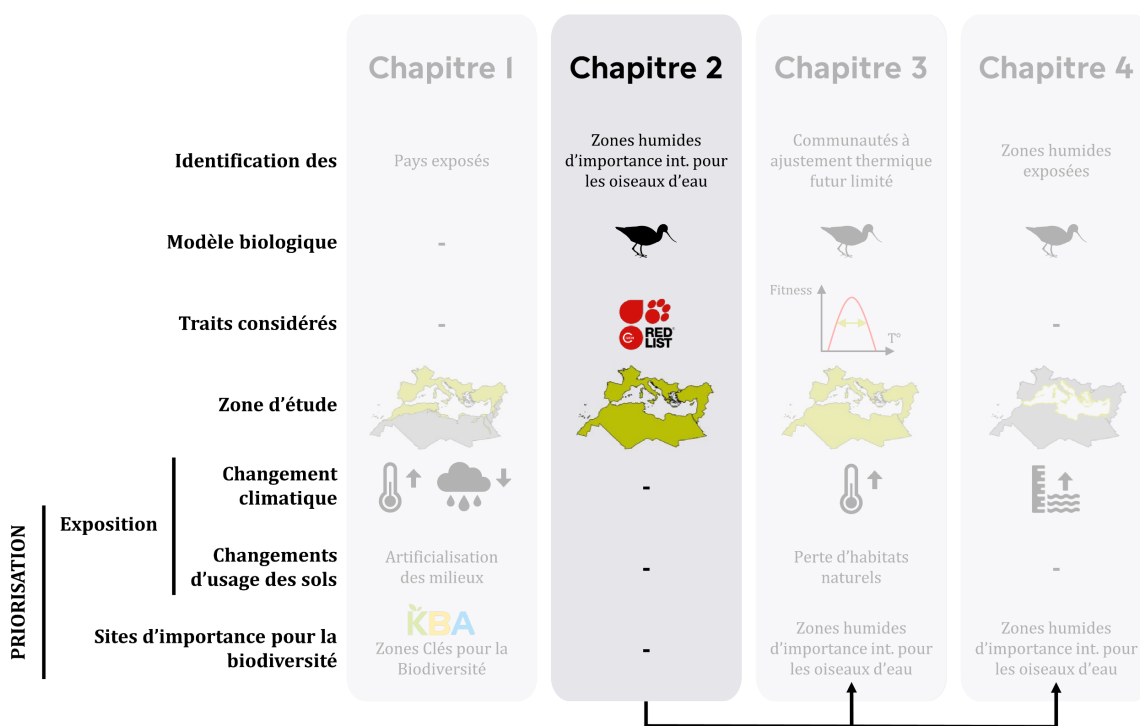 Chapitre 1
Chapitre 2
Chapitre 3
Chapitre 4
Identification des
Pays exposés
Zones humides
d'importance int. pour
les oiseaux d'eau
Communautés à
ajustement thermique
futur limité
Zones humides
exposées
Modèle biologique
-
Traits considérés
-
RED
LIST
Fitness
T°
-
Zone d'étude
PRIORISATION
Exposition
Changement
climatique
-
Changements
d'usage des sols
Artificialisation
des milieux
-
Perte d'habitats
naturels
-
Sites d'importance pour la
biodiversité
KBA
Zones Clés pour la
Biodiversité
-
Zones humides
d'importance int. pour
les oiseaux d'eau
Zones humides
d'importance int. pour
les oiseaux d'eau